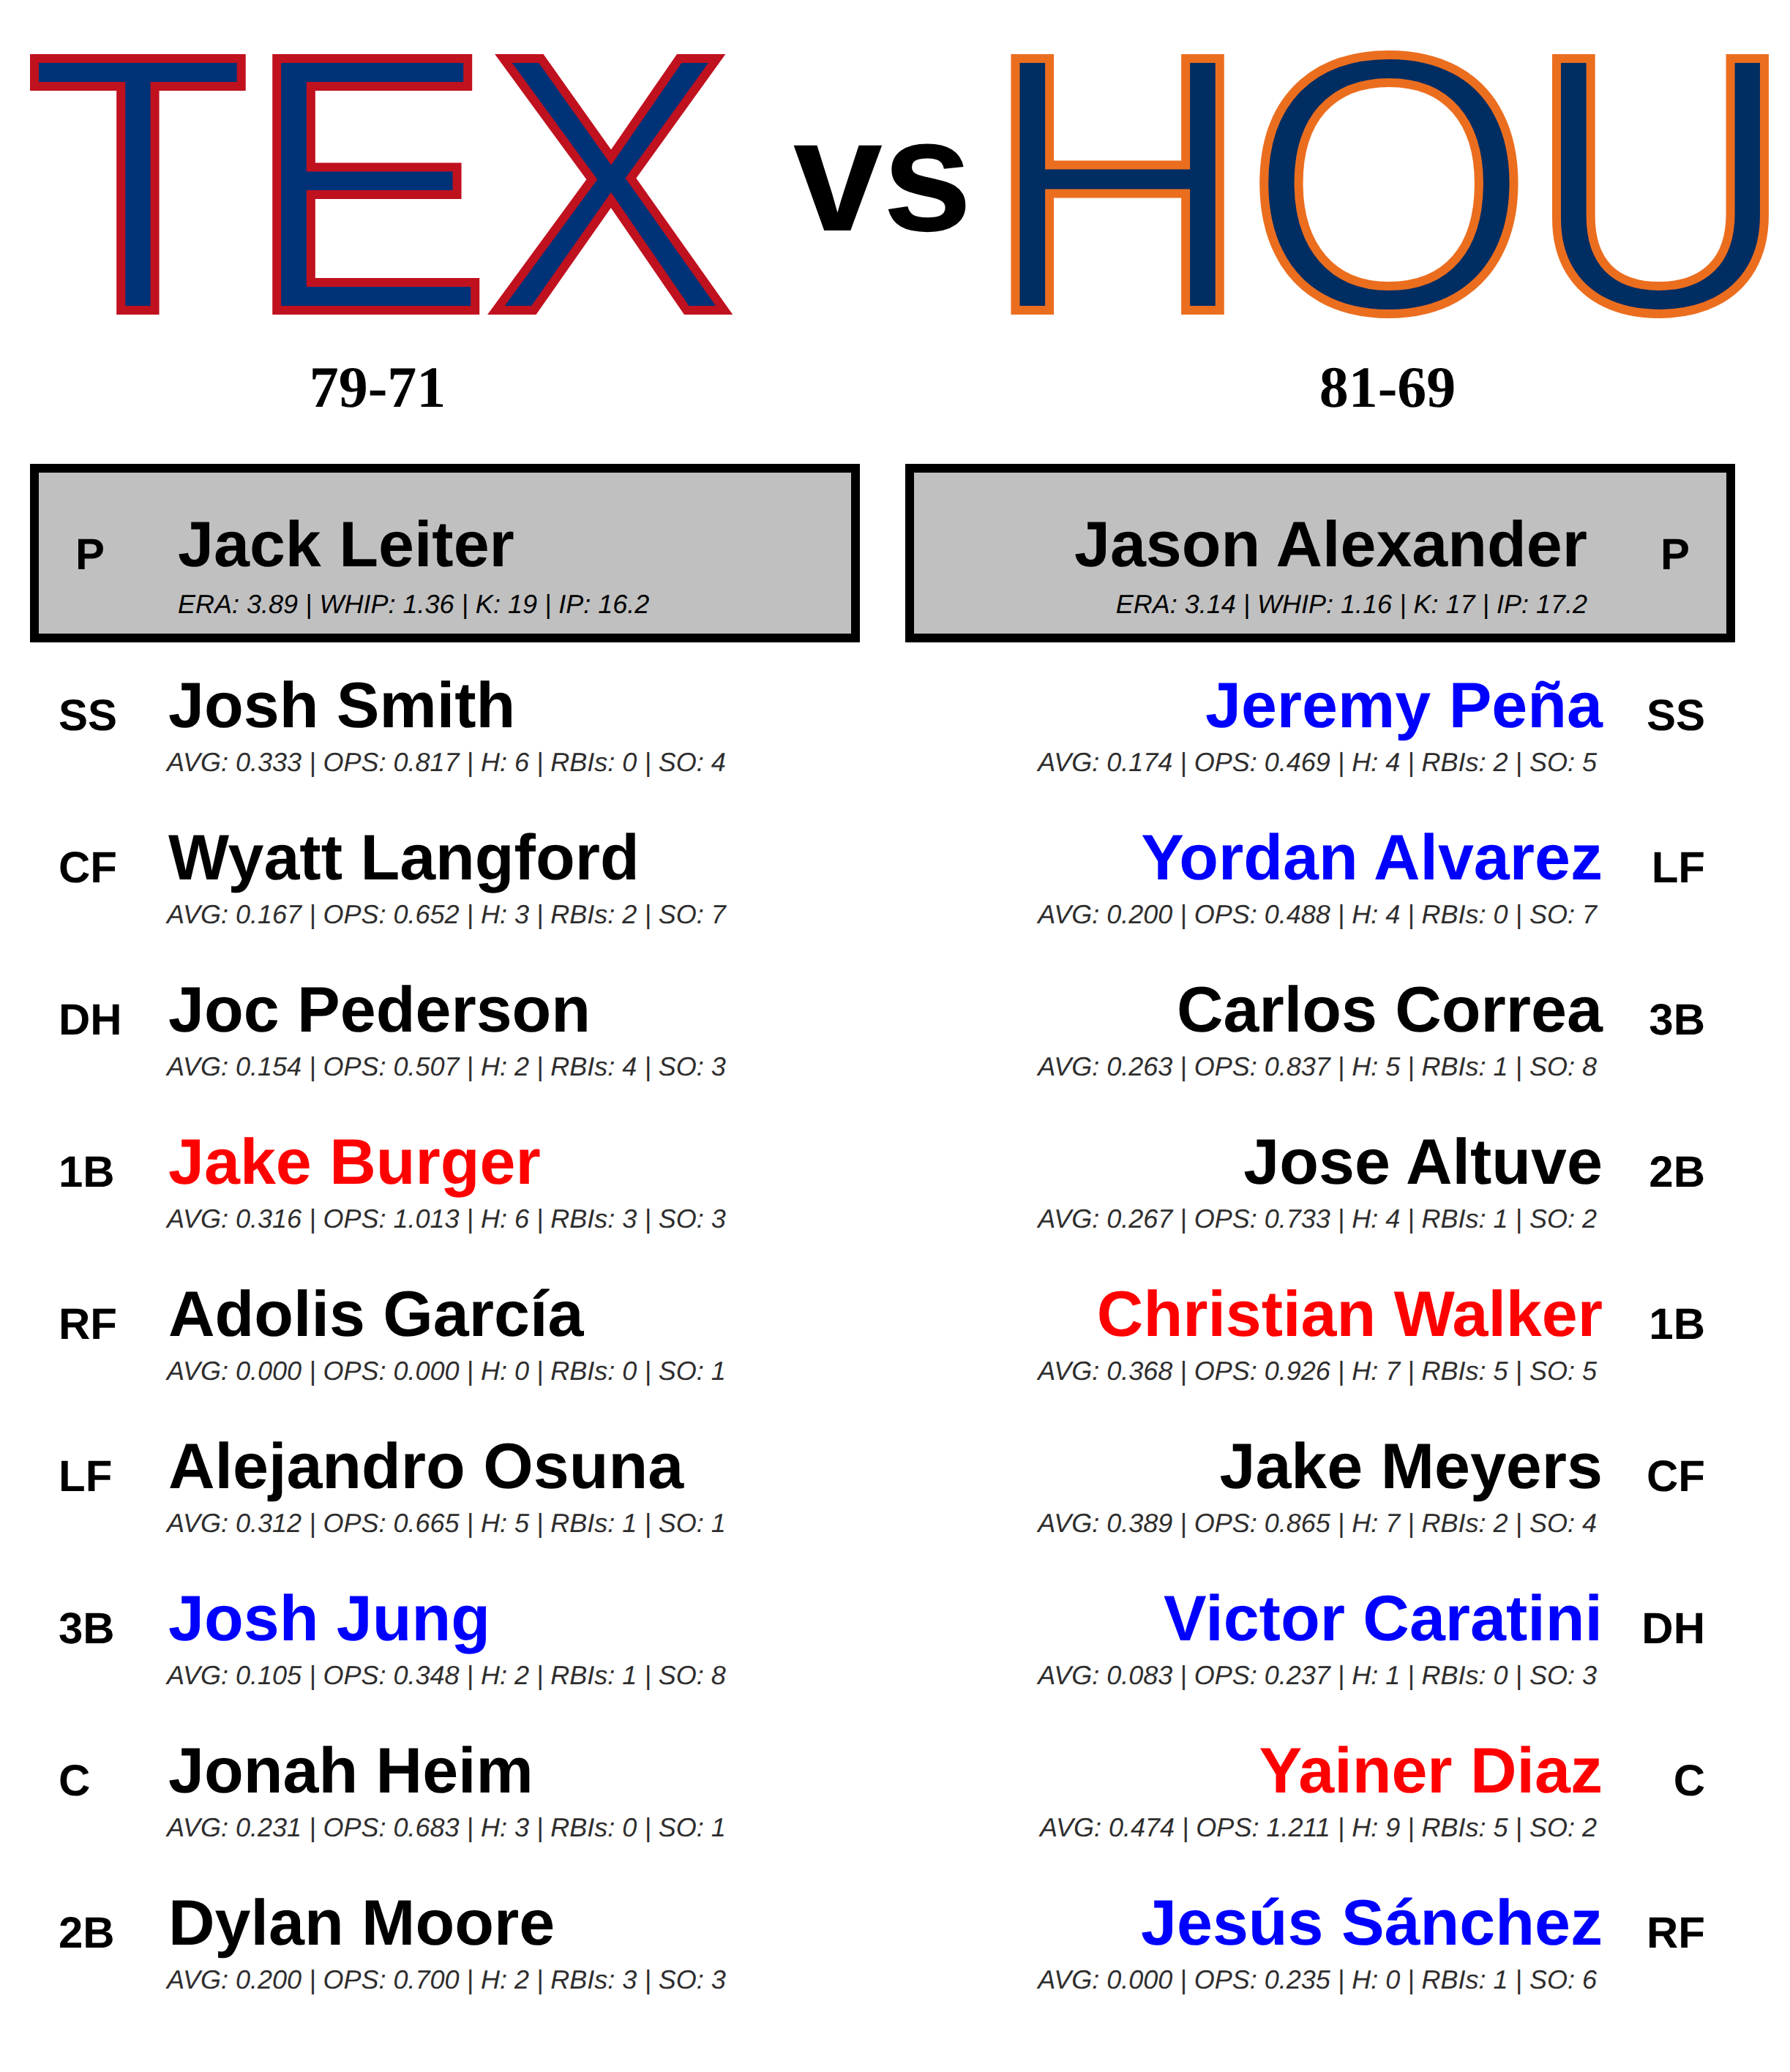 TEX vs HOU
79-71
81-69
P Jack Leiter
ERA: 3.89 | WHIP: 1.36 | K: 19 | IP: 16.2
Jason Alexander P
ERA: 3.14 | WHIP: 1.16 | K: 17 | IP: 17.2
SS Josh Smith
AVG: 0.333 | OPS: 0.817 | H: 6 | RBIs: 0 | SO: 4
CF Wyatt Langford
AVG: 0.167 | OPS: 0.652 | H: 3 | RBIs: 2 | SO: 7
DH Joc Pederson
AVG: 0.154 | OPS: 0.507 | H: 2 | RBIs: 4 | SO: 3
1B Jake Burger
AVG: 0.316 | OPS: 1.013 | H: 6 | RBIs: 3 | SO: 3
RF Adolis García
AVG: 0.000 | OPS: 0.000 | H: 0 | RBIs: 0 | SO: 1
LF Alejandro Osuna
AVG: 0.312 | OPS: 0.665 | H: 5 | RBIs: 1 | SO: 1
3B Josh Jung
AVG: 0.105 | OPS: 0.348 | H: 2 | RBIs: 1 | SO: 8
C Jonah Heim
AVG: 0.231 | OPS: 0.683 | H: 3 | RBIs: 0 | SO: 1
2B Dylan Moore
AVG: 0.200 | OPS: 0.700 | H: 2 | RBIs: 3 | SO: 3
Jeremy Peña SS
AVG: 0.174 | OPS: 0.469 | H: 4 | RBIs: 2 | SO: 5
Yordan Alvarez LF
AVG: 0.200 | OPS: 0.488 | H: 4 | RBIs: 0 | SO: 7
Carlos Correa 3B
AVG: 0.263 | OPS: 0.837 | H: 5 | RBIs: 1 | SO: 8
Jose Altuve 2B
AVG: 0.267 | OPS: 0.733 | H: 4 | RBIs: 1 | SO: 2
Christian Walker 1B
AVG: 0.368 | OPS: 0.926 | H: 7 | RBIs: 5 | SO: 5
Jake Meyers CF
AVG: 0.389 | OPS: 0.865 | H: 7 | RBIs: 2 | SO: 4
Victor Caratini DH
AVG: 0.083 | OPS: 0.237 | H: 1 | RBIs: 0 | SO: 3
Yainer Diaz C
AVG: 0.474 | OPS: 1.211 | H: 9 | RBIs: 5 | SO: 2
Jesús Sánchez RF
AVG: 0.000 | OPS: 0.235 | H: 0 | RBIs: 1 | SO: 6